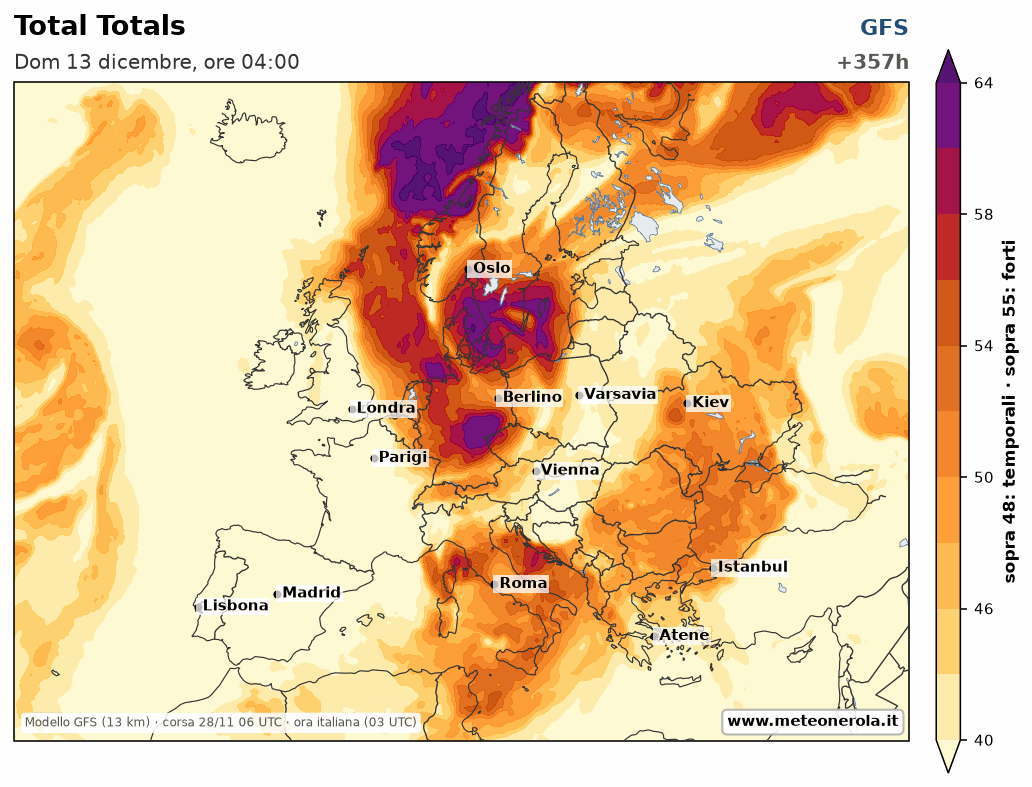 Total Totals
GFS
Dom 13 dicembre, ore 04:00
+357h
64
58
54
50
46
40
sopra 48: temporali · sopra 55: forti
Oslo
Berlino
Varsavia
Kiev
Londra
Parigi
Vienna
Istanbul
Roma
Madrid
Lisbona
Atene
Modello GFS (13 km) · corsa 28/11 06 UTC · ora italiana (03 UTC)
www.meteonerola.it